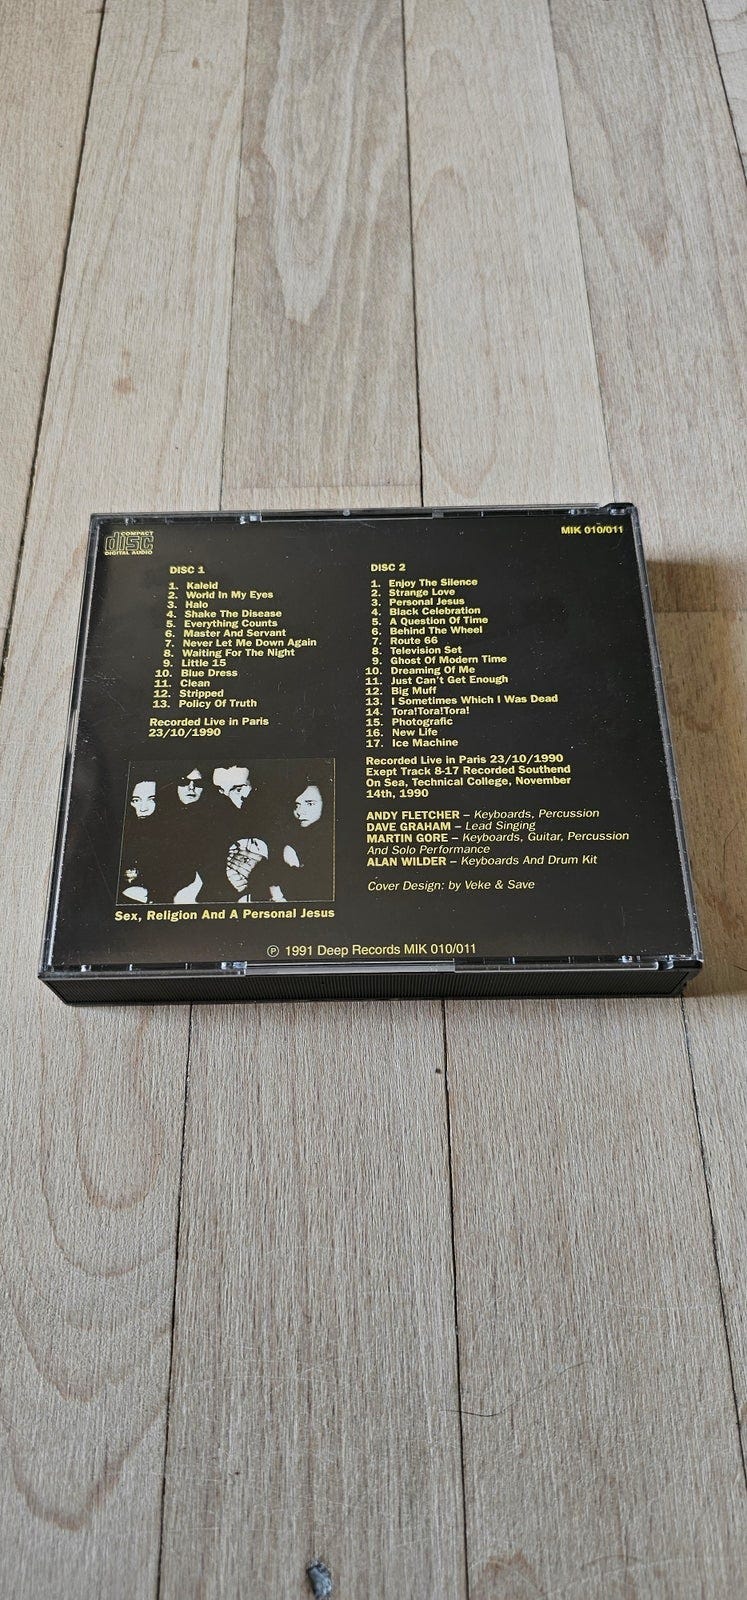 COMPACT
disc
DIGITAL AUDIO
MIK 010/011
DISC 1
1. Kaleid
2. World In My Eyes
3. Halo
4. Shake The Disease
5. Everything Counts
6. Master And Servant
7. Never Let Me Down Again
8. Waiting For The Night
9. Little 15
10. Blue Dress
11. Clean
12. Stripped
13. Policy Of Truth
Recorded Live in Paris
23/10/1990
Sex, Religion And A Personal Jesus
DISC 2
1. Enjoy The Silence
2. Strange Love
3. Personal Jesus
4. Black Celebration
5. A Question Of Time
6. Behind The Wheel
7. Route 66
8. Television Set
9. Ghost Of Modern Time
10. Dreaming Of Me
11. Just Can't Get Enough
12. Big Muff
13. I Sometimes Which I Was Dead
14. Tora!Tora!Tora!
15. Photografic
16. New Life
17. Ice Machine
Recorded Live in Paris 23/10/1990
Exept Track 8-17 Recorded Southend
On Sea, Technical College, November
14th, 1990
ANDY FLETCHER – Keyboards, Percussion
DAVE GRAHAM – Lead Singing
MARTIN GORE – Keyboards, Guitar, Percussion
And Solo Performance
ALAN WILDER – Keyboards And Drum Kit
Cover Design: by Veke & Save
℗ 1991 Deep Records MIK 010/011